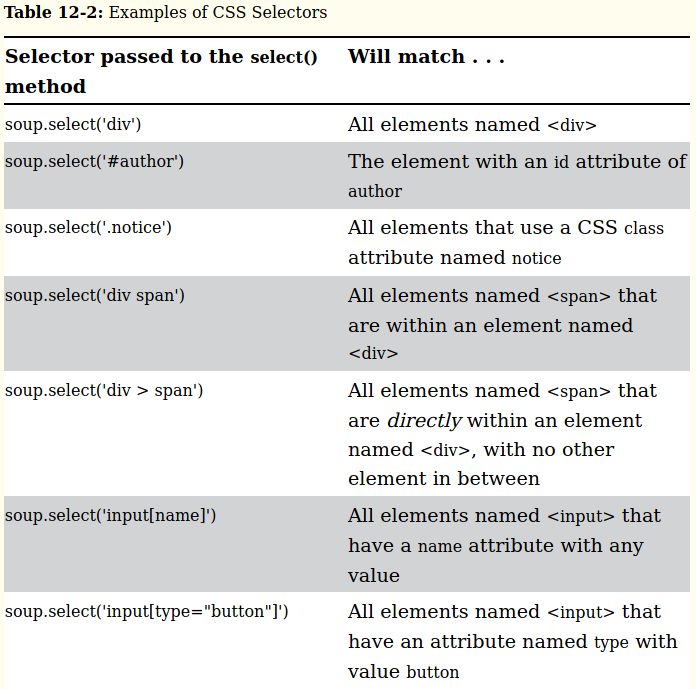 Table 12-2: Examples of CSS Selectors
Selector passed to the select() method
Will match . . .
soup.select('div')
All elements named <div>
soup.select('#author')
The element with an id attribute of
author
soup.select('.notice')
All elements that use a CSS class
attribute named notice
soup.select('div span')
All elements named <span> that
are within an element named
<div>
soup.select('div > span')
All elements named <span> that
are directly within an element
named <div>, with no other
element in between
soup.select('input[name]')
All elements named <input> that
have a name attribute with any
value
soup.select('input[type="button"]')
All elements named <input> that
have an attribute named type with
value button